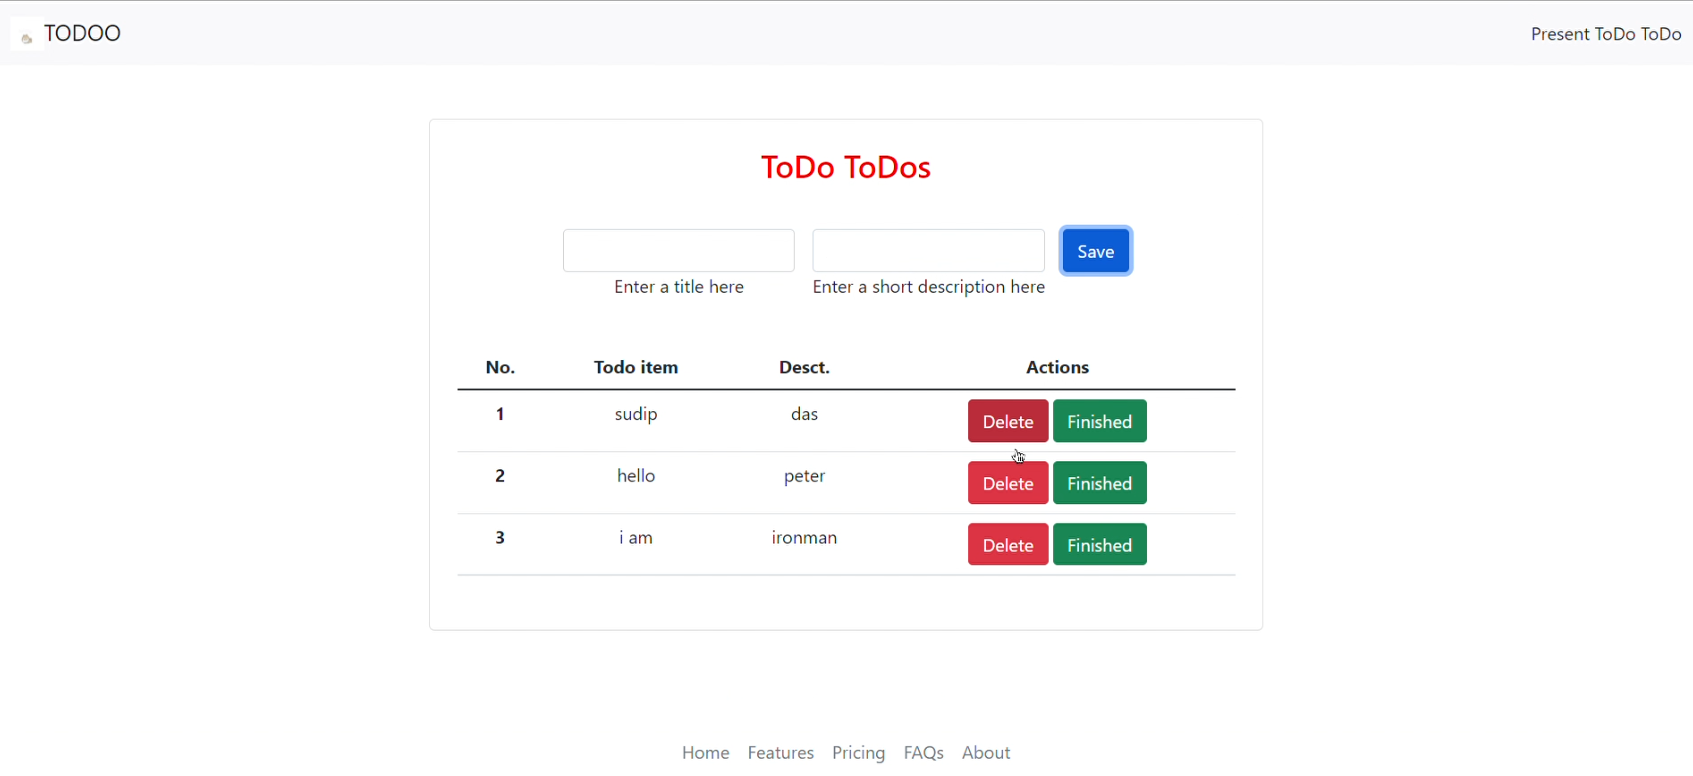 TODOO
Present ToDo ToDo
ToDo ToDos
Save
Enter a title here Enter a short description here
No. Todo item Desct. Actions
1 sudip das Delete Finished
2 hello peter Delete Finished
3 i am ironman Delete Finished
Home Features Pricing FAQs About